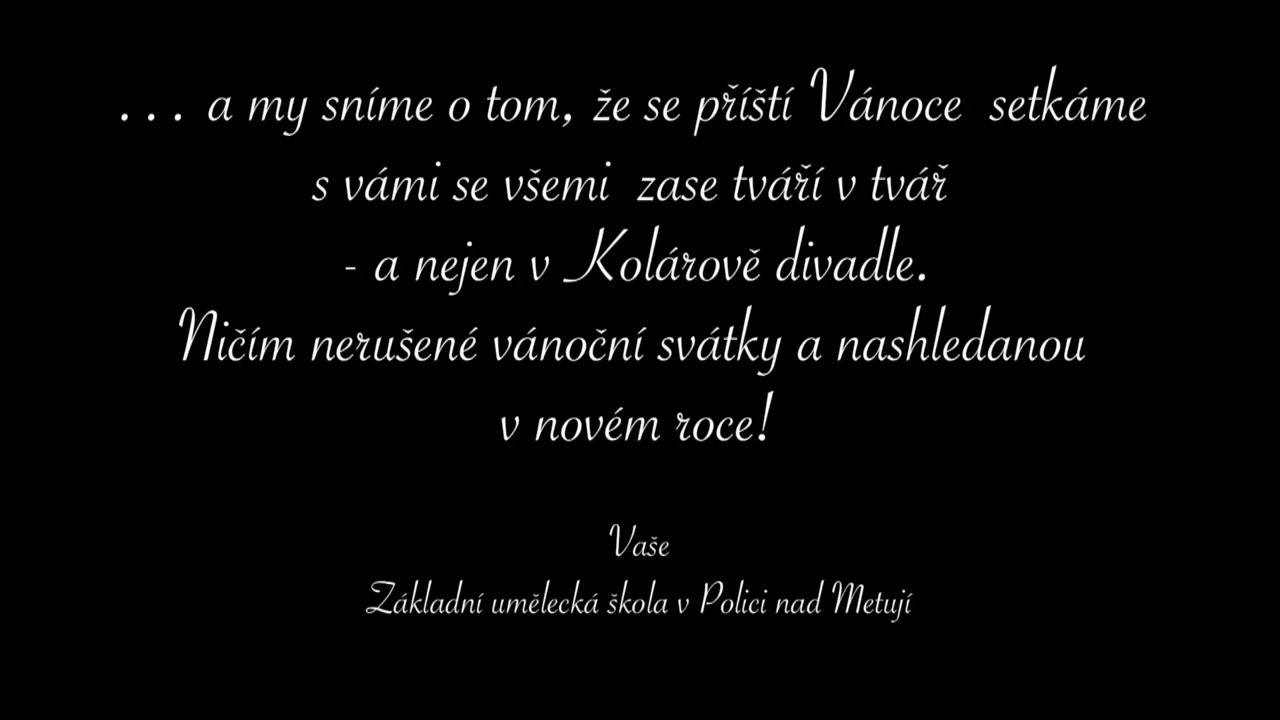 ... a my sníme o tom, že se příští Vánoce setkáme
s vámi se všemi zase tváří v tvář
- a nejen v Kolárově divadle.
Ničím nerušené vánoční svátky a nashledanou
v novém roce!
Vaše
Základní umělecká škola v Polici nad Metují